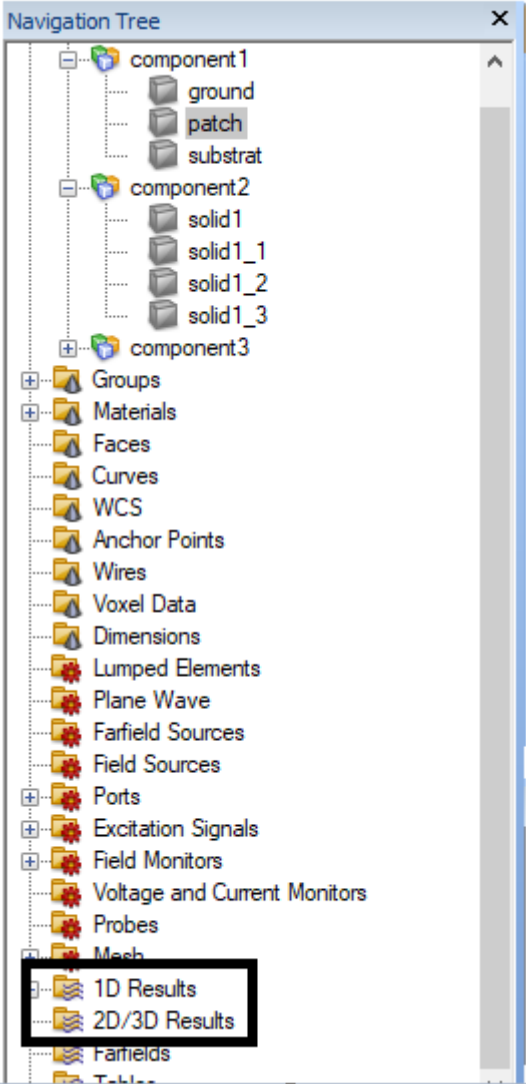 Navigation Tree
component1
ground
patch
substrat
component2
solid1
solid1_1
solid1_2
solid1_3
component3
Groups
Materials
Faces
Curves
WCS
Anchor Points
Wires
Voxel Data
Dimensions
Lumped Elements
Plane Wave
Farfield Sources
Field Sources
Ports
Excitation Signals
Field Monitors
Voltage and Current Monitors
Probes
Mesh
1D Results
2D/3D Results
Farfields
Tables